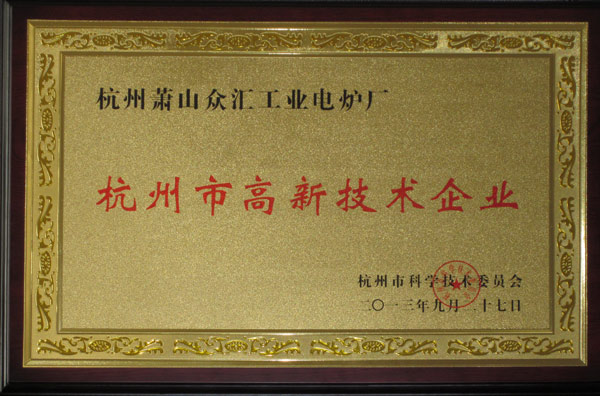 杭州萧山众汇工业电炉厂
杭州市高新技术企业
杭州市科学技术委员会
二〇一三年九月二十七日